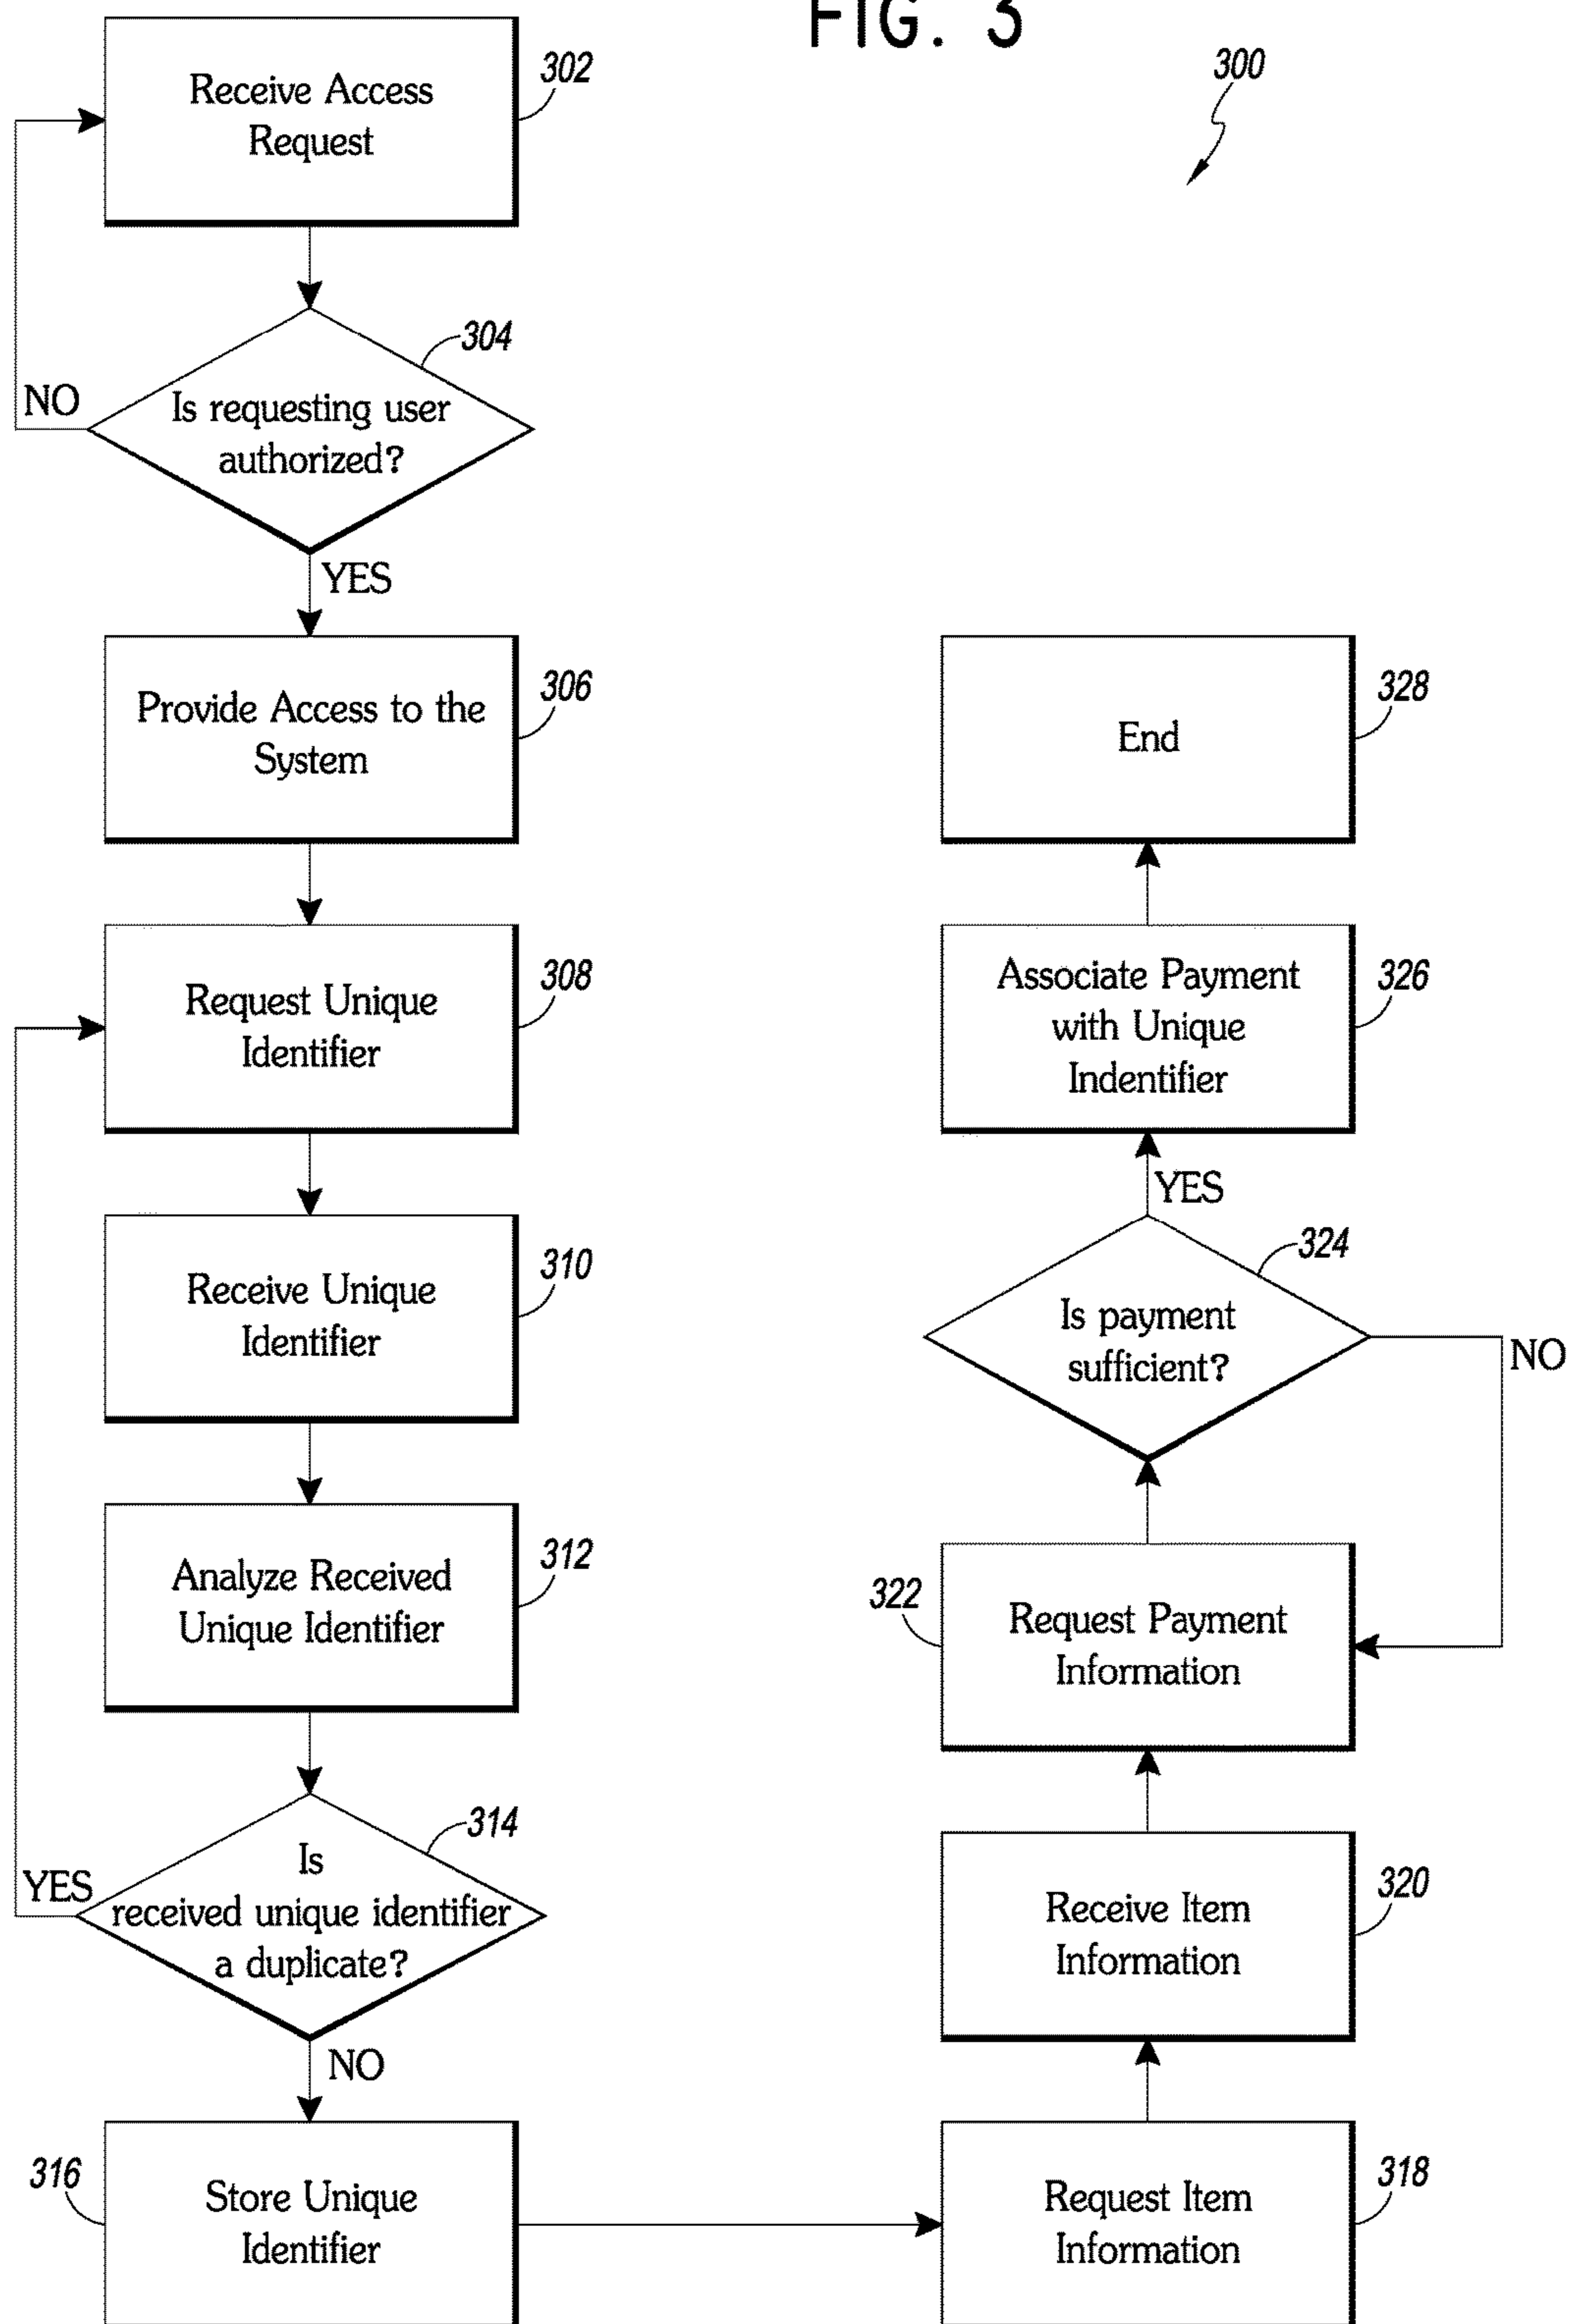 FIG. 3
300
Receive Access
Request
302
304
Is requesting user
authorized?
NO
YES
Provide Access to the
System
306
Request Unique
Identifier
308
Receive Unique
Identifier
310
Analyze Received
Unique Identifier
312
314
Is
received unique identifier
a duplicate?
YES
NO
316
Store Unique
Identifier
Request Item
Information
318
Receive Item
Information
320
322
Request Payment
Information
324
Is payment
sufficient?
NO
YES
Associate Payment
with Unique
Indentifier
326
End
328